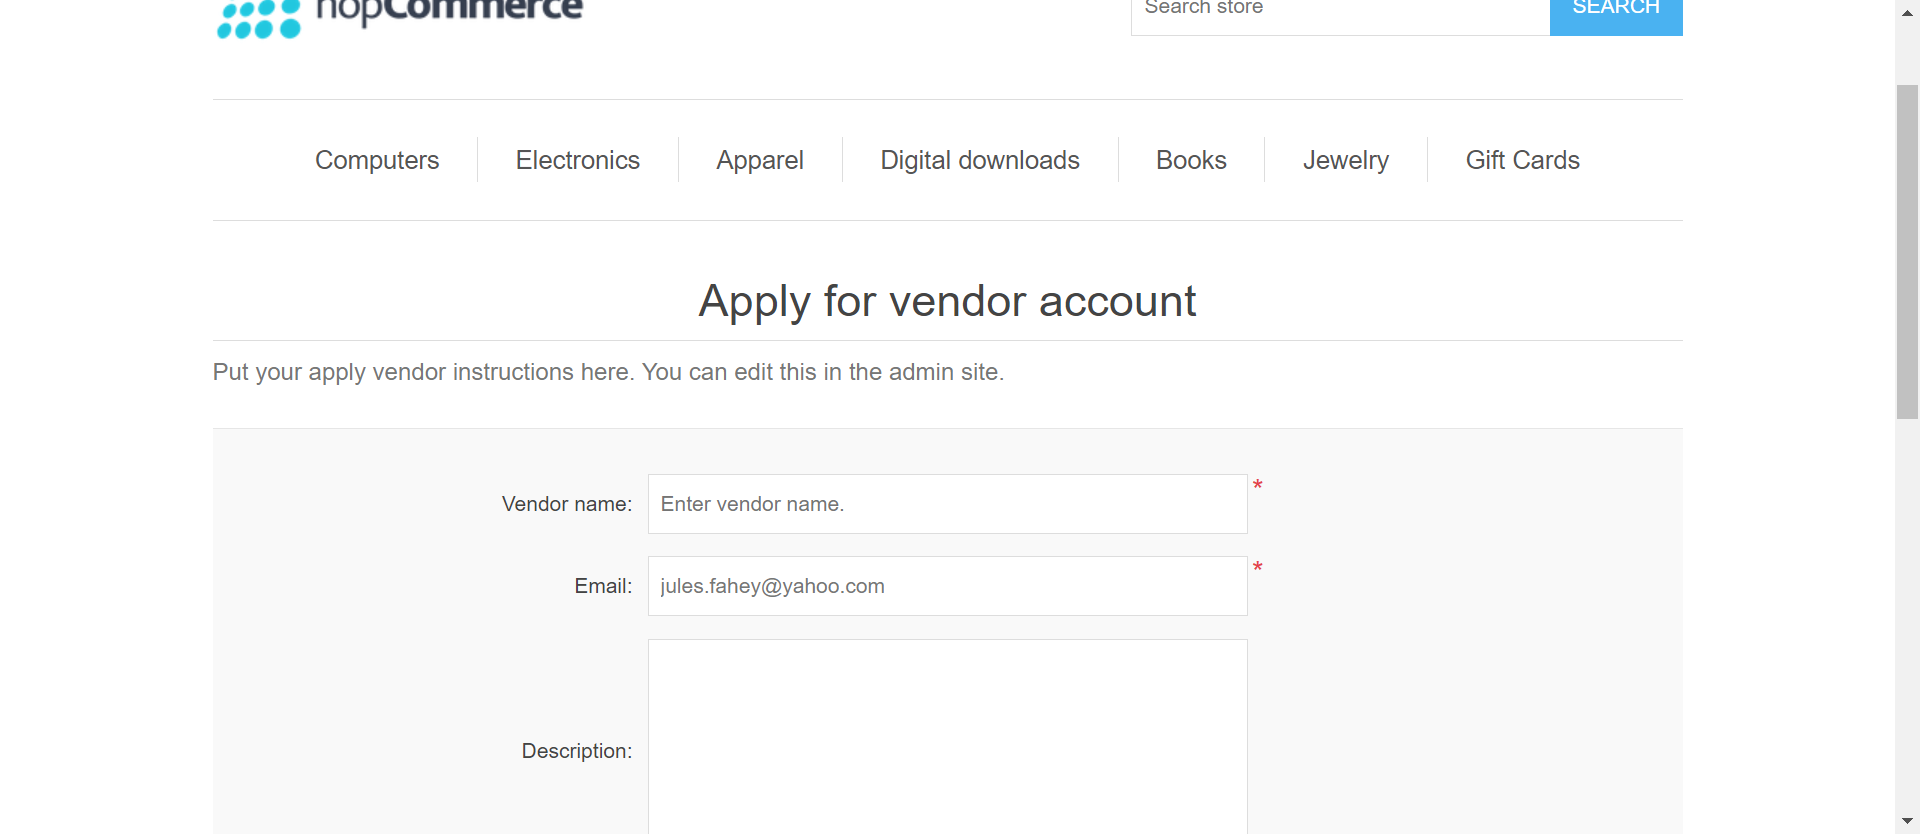 nopCommerce
Search store
SEARCH
Computers
Electronics
Apparel
Digital downloads
Books
Jewelry
Gift Cards
Apply for vendor account
Put your apply vendor instructions here. You can edit this in the admin site.
Vendor name:
Enter vendor name.
*
Email:
jules.fahey@yahoo.com
*
Description: